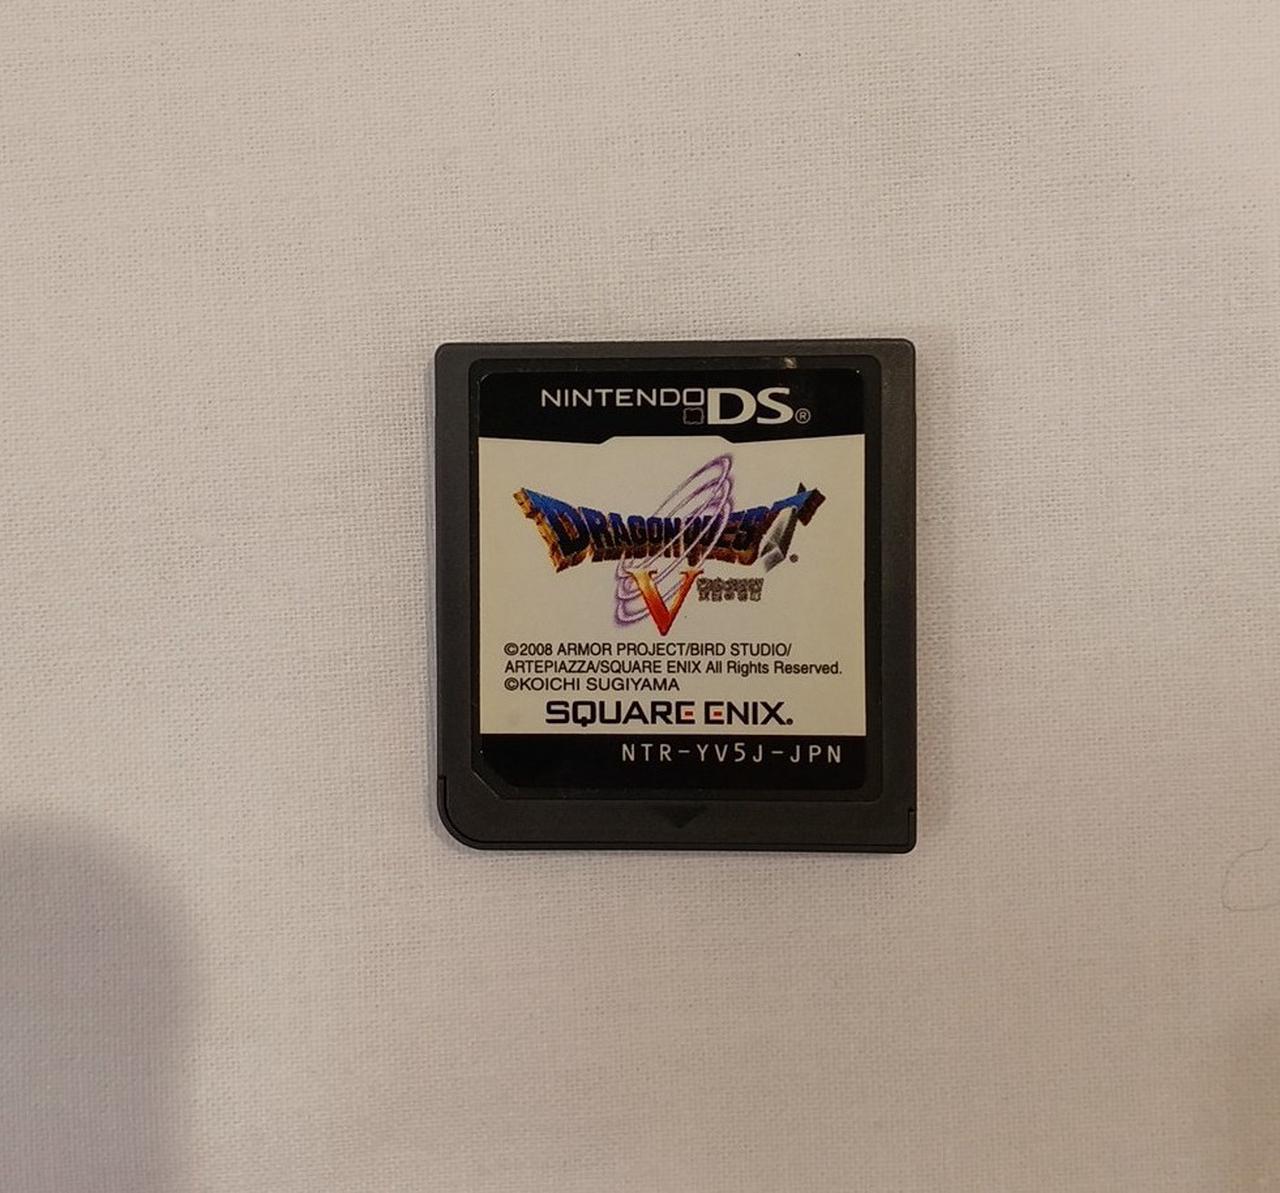 NINTENDO DS®
DRAGON QUEST
V
©2008 ARMOR PROJECT/BIRD STUDIO/
ARTEPIAZZA/SQUARE ENIX All Rights Reserved.
©KOICHI SUGIYAMA
SQUARE ENIX.
NTR-YV5J-JPN